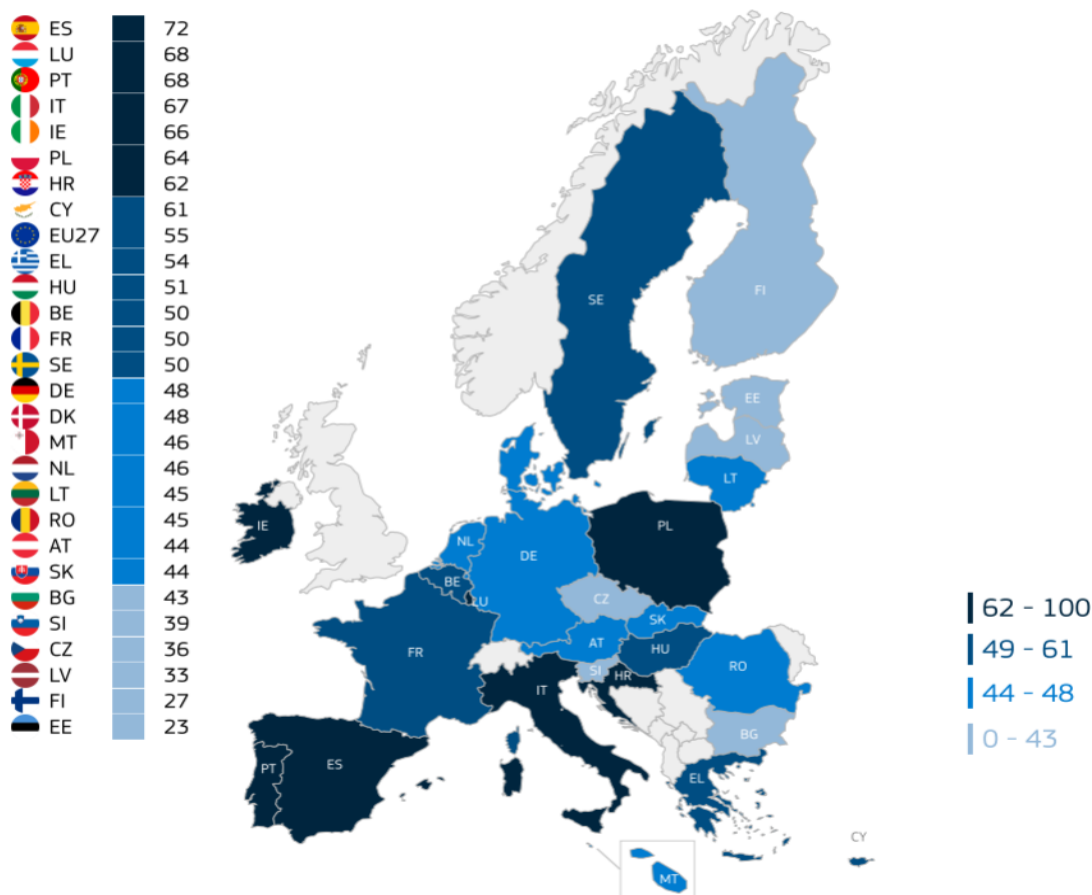 ES 72
LU 68
PT 68
IT 67
IE 66
PL 64
HR 62
CY 61
EU27 55
EL 54
HU 51
BE 50
FR 50
SE 50
DE 48
DK 48
MT 46
NL 46
LT 45
RO 45
AT 44
SK 44
BG 43
SI 39
CZ 36
LV 33
FI 27
EE 23
SE
FI
EE
LV
LT
IE
NL
DE
PL
BE
LU
CZ
SK
FR
AT
HU
RO
SI
HR
IT
BG
PT
ES
EL
CY
MT
62 - 100
49 - 61
44 - 48
0 - 43